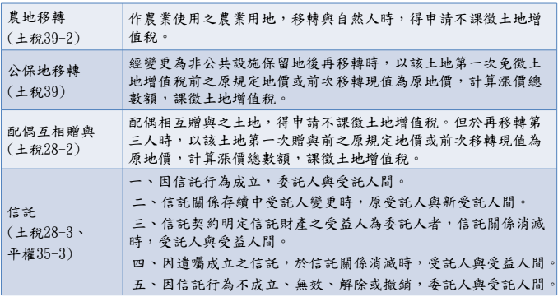 農地移轉
(土稅39-2)
作農業使用之農業用地，移轉與自然人時，得申請不課徵土地增
值稅。
公保地移轉
(土稅39)
經變更為非公共設施保留地後再移轉時，以該土地第一次免徵土
地增值稅前之原規定地價或前次移轉現值為原地價，計算漲價總
數額，課徵土地增值稅。
配偶互相贈與
(土稅28-2)
配偶相互贈與之土地，得申請不課徵土地增值稅。但於再移轉第
三人時，以該土地第一次贈與前之原規定地價或前次移轉現值為
原地價，計算漲價總數額，課徵土地增值稅。
信託
(土稅28-3、
平權35-3)
一、因信託行為成立，委託人與受託人間。
二、信託關係存續中受託人變更時，原受託人與新受託人間。
三、信託契約明定信託財產之受益人為委託人者，信託關係消滅
時，受託人與受益人間。
四、因遺囑成立之信託，於信託關係消滅時，受託人與受益人間。
五、因信託行為不成立、無效、解除或撤銷，委託人與受託人間。